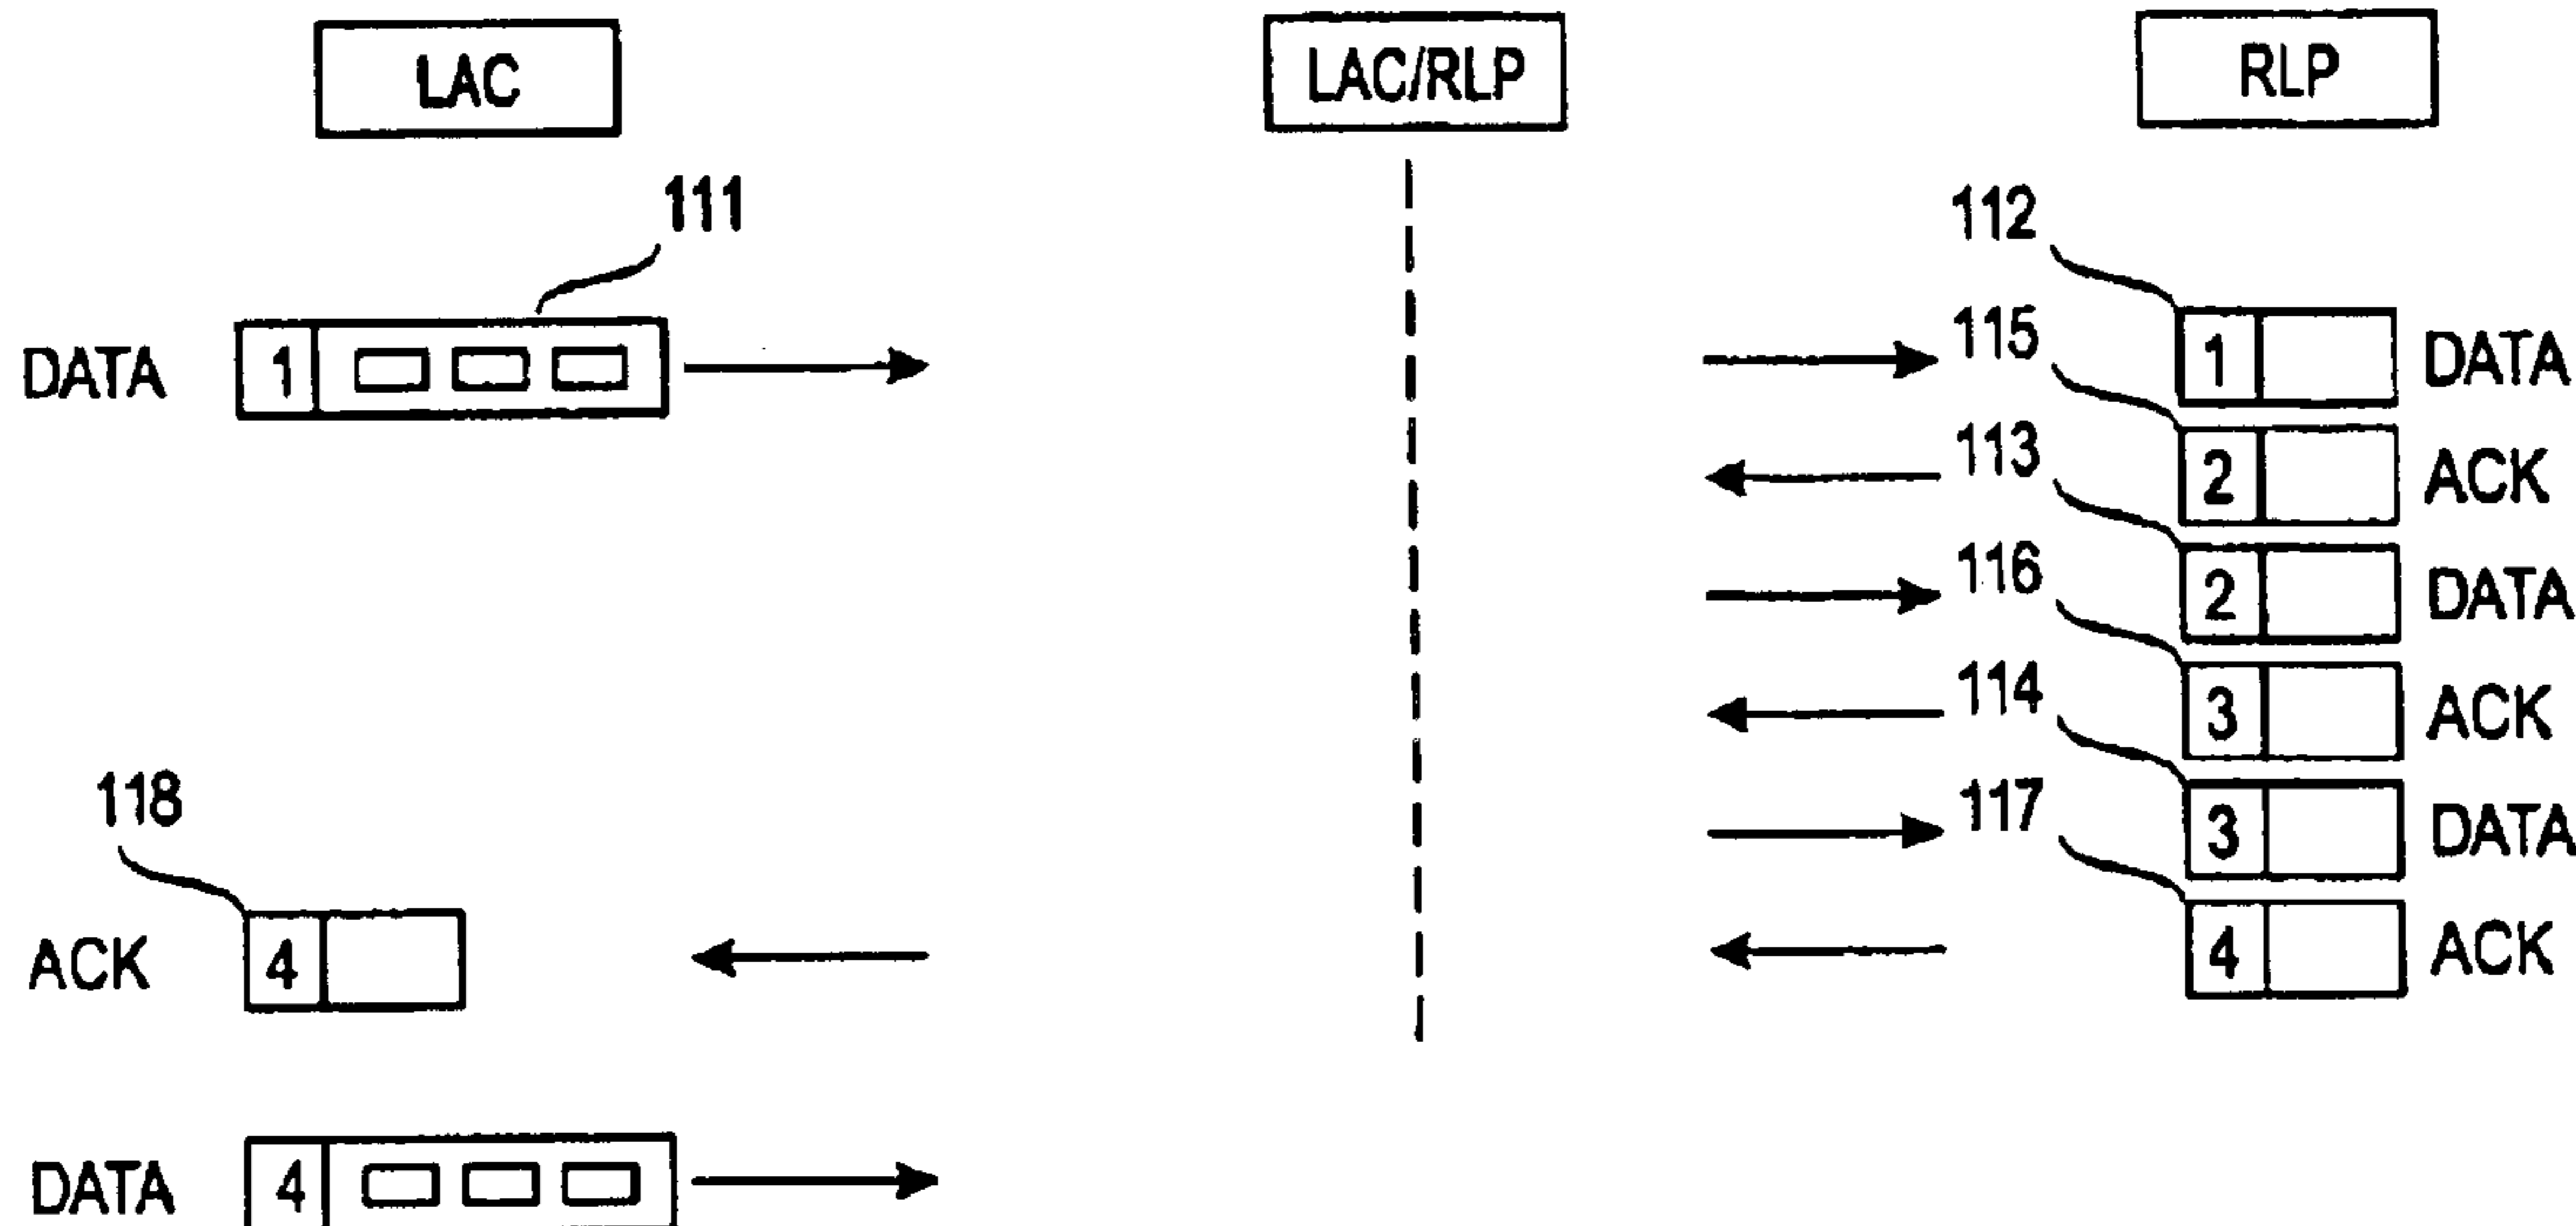 LAC LAC/RLP RLP
111
112
DATA 1 115 1 DATA
113 2 ACK
116 2 DATA
114 3 ACK
118 117 3 DATA
ACK 4 4 ACK
DATA 4